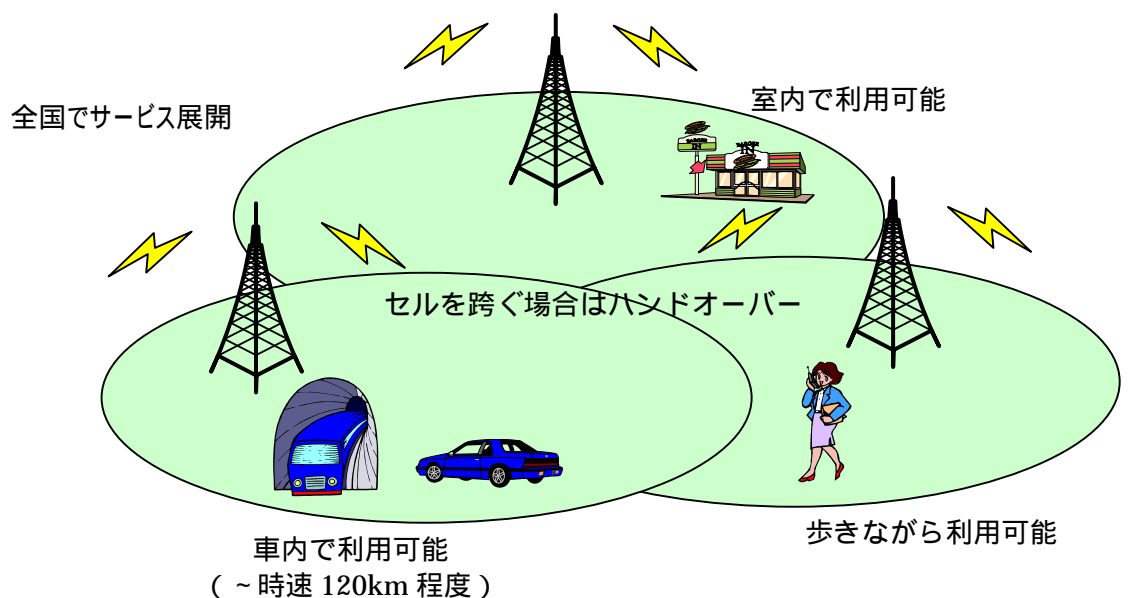 全国でサービス展開
室内で利用可能
IN
IN
セルを跨ぐ場合はハンドオーバー
歩きながら利用可能
車内で利用可能
（～時速 120km 程度）